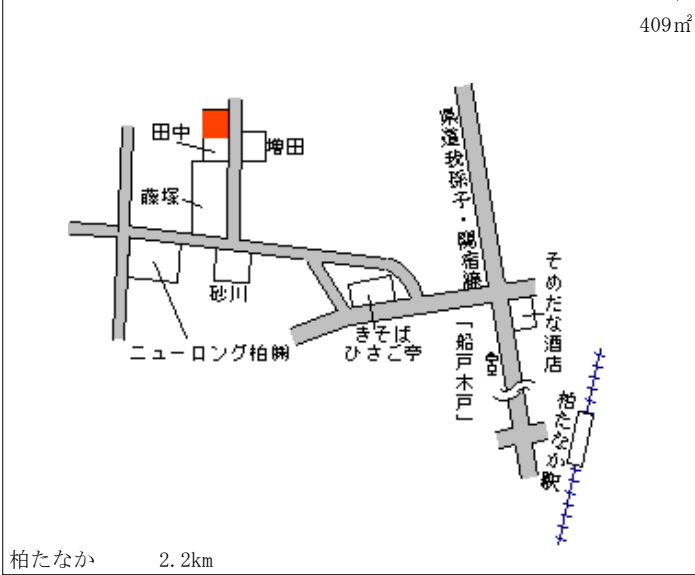 409㎡
田中
増田
藤塚
砂川
ニューロング柏㈱
きそば
ひさご亭
県道我孫子・関宿線
「船戸木戸」
そめだな酒店
柏たなか駅
柏たなか 2.2km